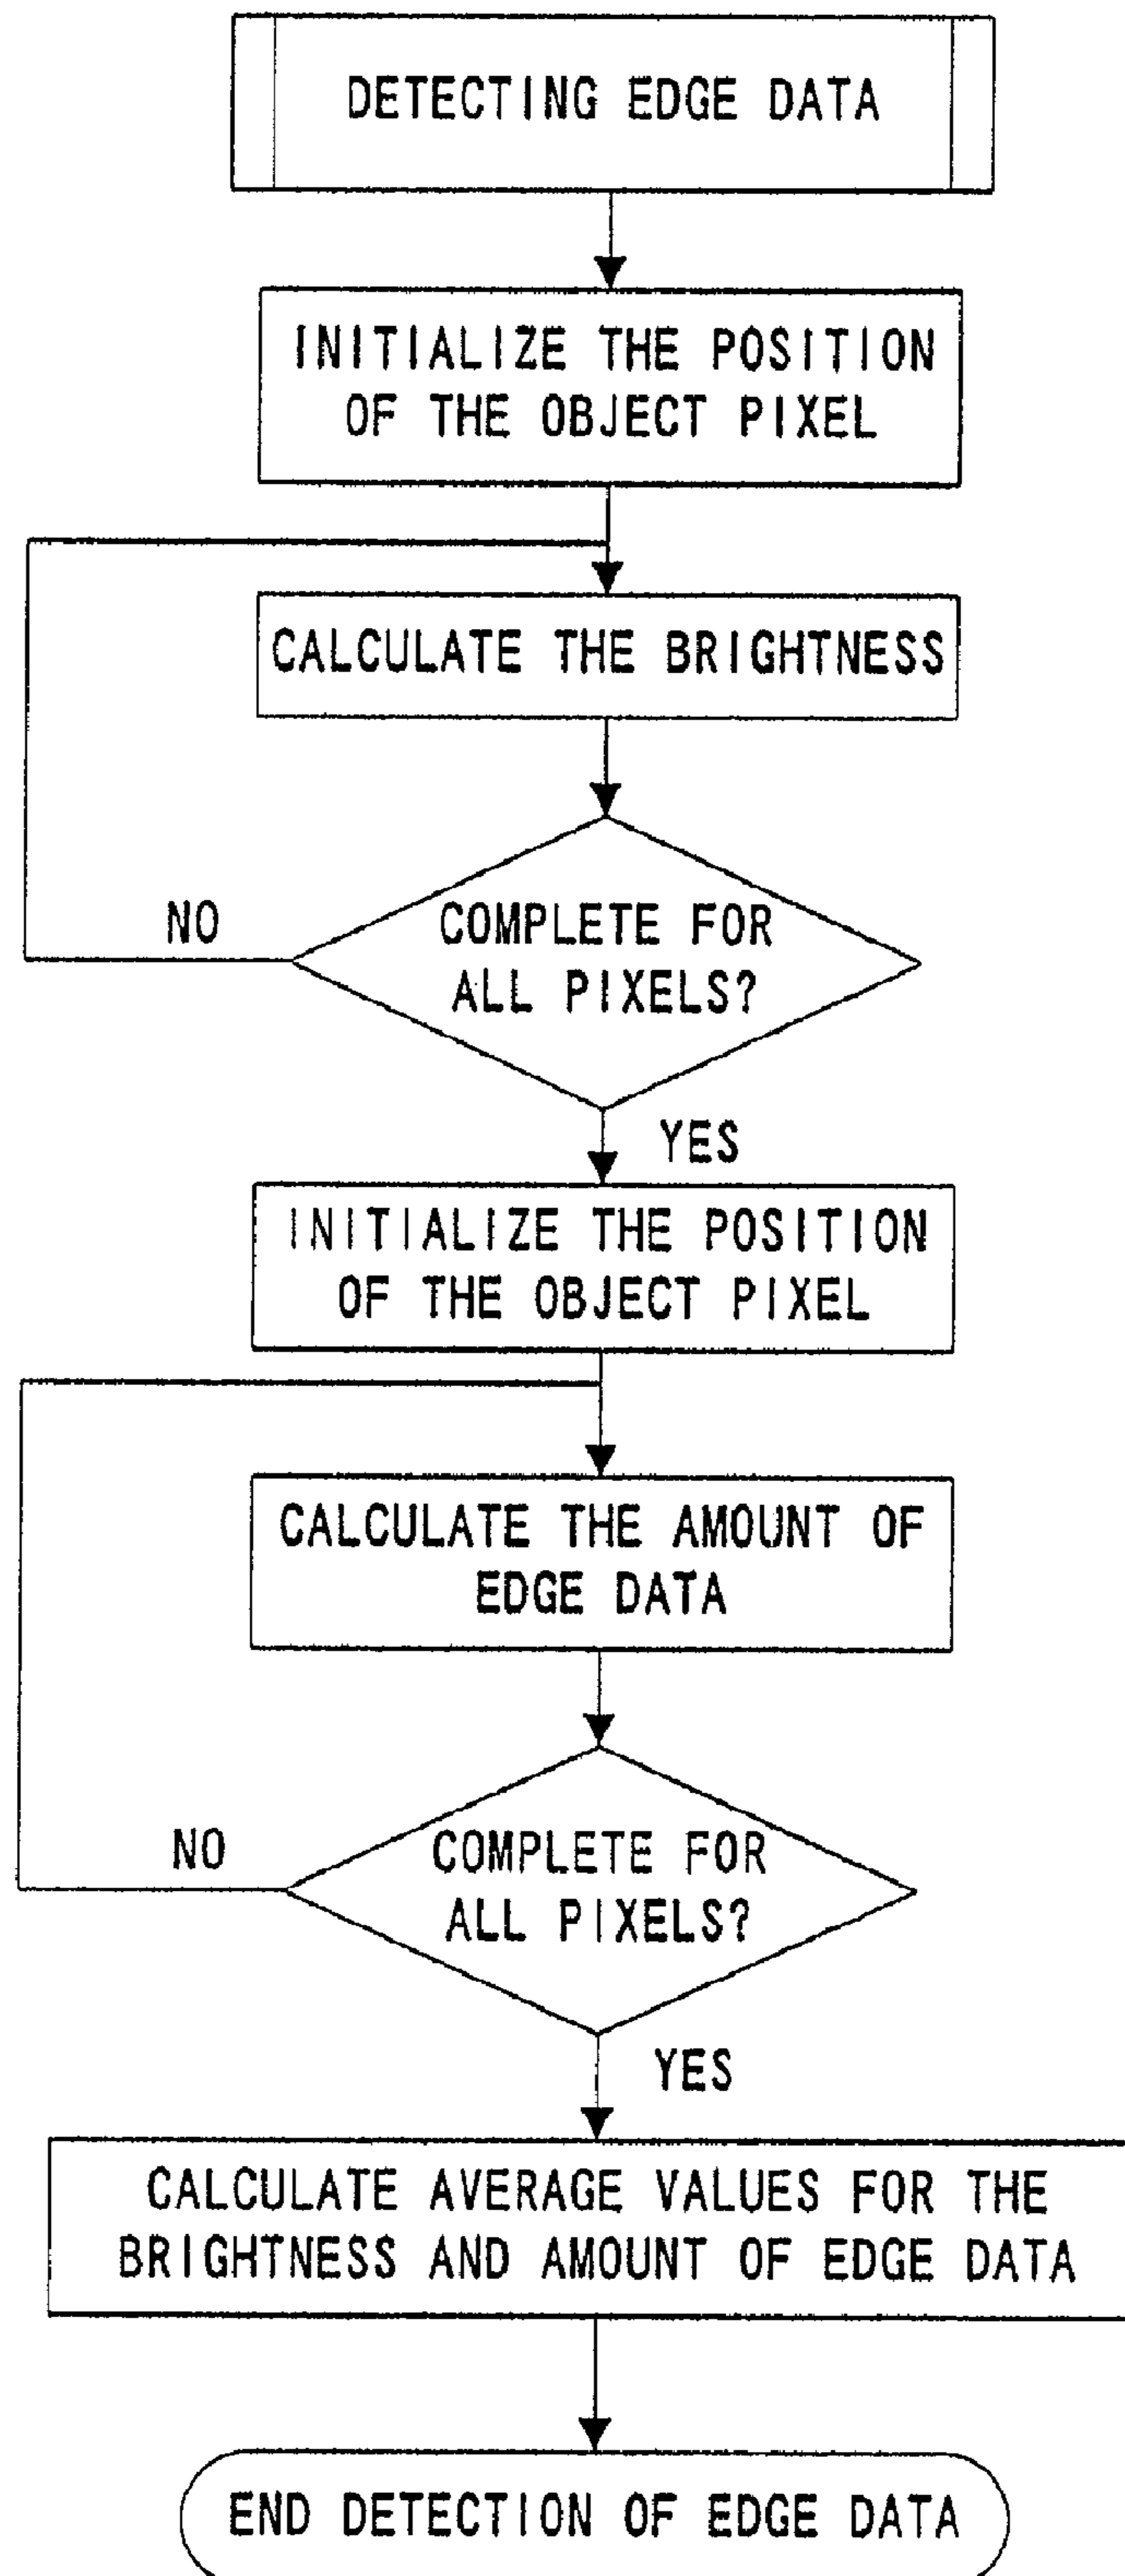 DETECTING EDGE DATA
INITIALIZE THE POSITION
OF THE OBJECT PIXEL
CALCULATE THE BRIGHTNESS
NO
COMPLETE FOR
ALL PIXELS?
YES
INITIALIZE THE POSITION
OF THE OBJECT PIXEL
CALCULATE THE AMOUNT OF
EDGE DATA
NO
COMPLETE FOR
ALL PIXELS?
YES
CALCULATE AVERAGE VALUES FOR THE
BRIGHTNESS AND AMOUNT OF EDGE DATA
END DETECTION OF EDGE DATA